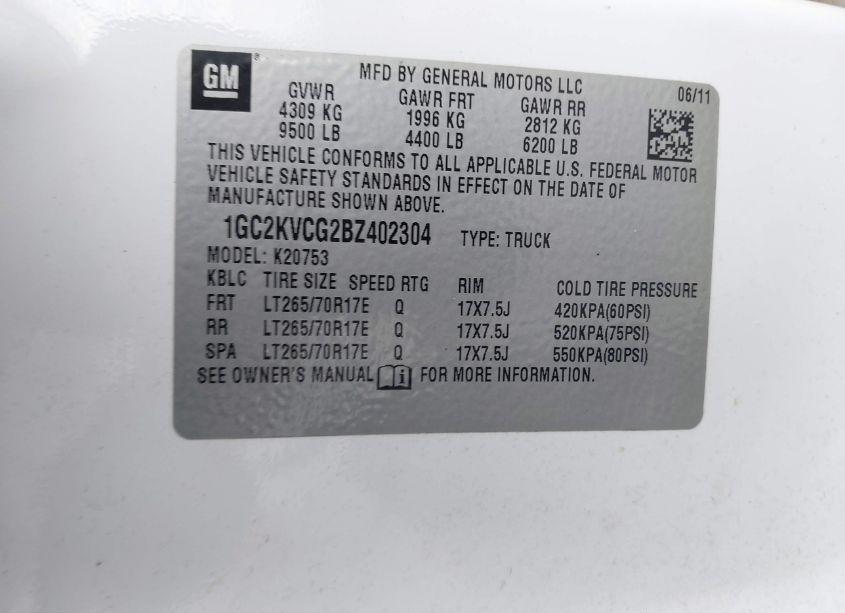 GM ®
MFD BY GENERAL MOTORS LLC 06/11
GVWR GAWR FRT GAWR RR
4309 KG 1996 KG 2812 KG
9500 LB 4400 LB 6200 LB
THIS VEHICLE CONFORMS TO ALL APPLICABLE U.S. FEDERAL MOTOR
VEHICLE SAFETY STANDARDS IN EFFECT ON THE DATE OF
MANUFACTURE SHOWN ABOVE.
1GC2KVCG2BZ402304 TYPE: TRUCK
MODEL: K20753
KBLC TIRE SIZE SPEED RTG RIM COLD TIRE PRESSURE
FRT LT265/70R17E Q 17X7.5J 420KPA(60PSI)
RR LT265/70R17E Q 17X7.5J 520KPA(75PSI)
SPA LT265/70R17E Q 17X7.5J 550KPA(80PSI)
SEE OWNER'S MANUAL i FOR MORE INFORMATION.